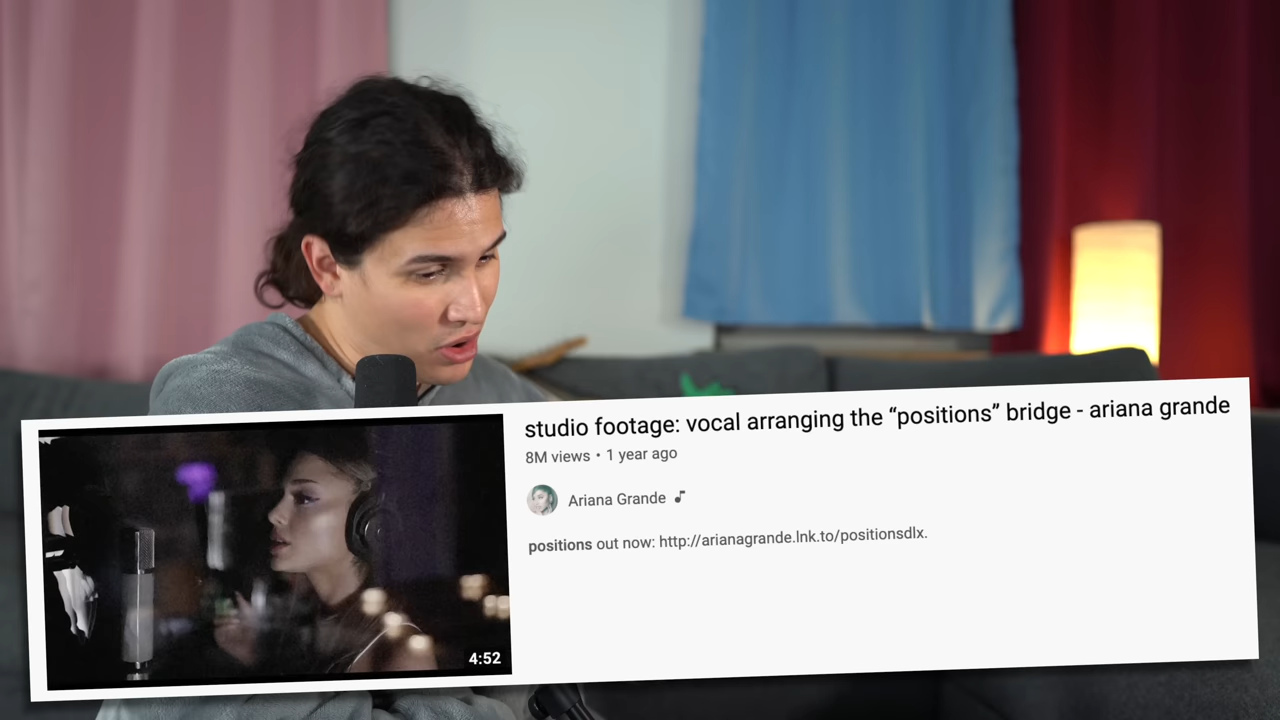 studio footage: vocal arranging the “positions” bridge - ariana grande
8M views • 1 year ago
Ariana Grande
positions out now: http://arianagrande.lnk.to/positionsdlx.
4:52